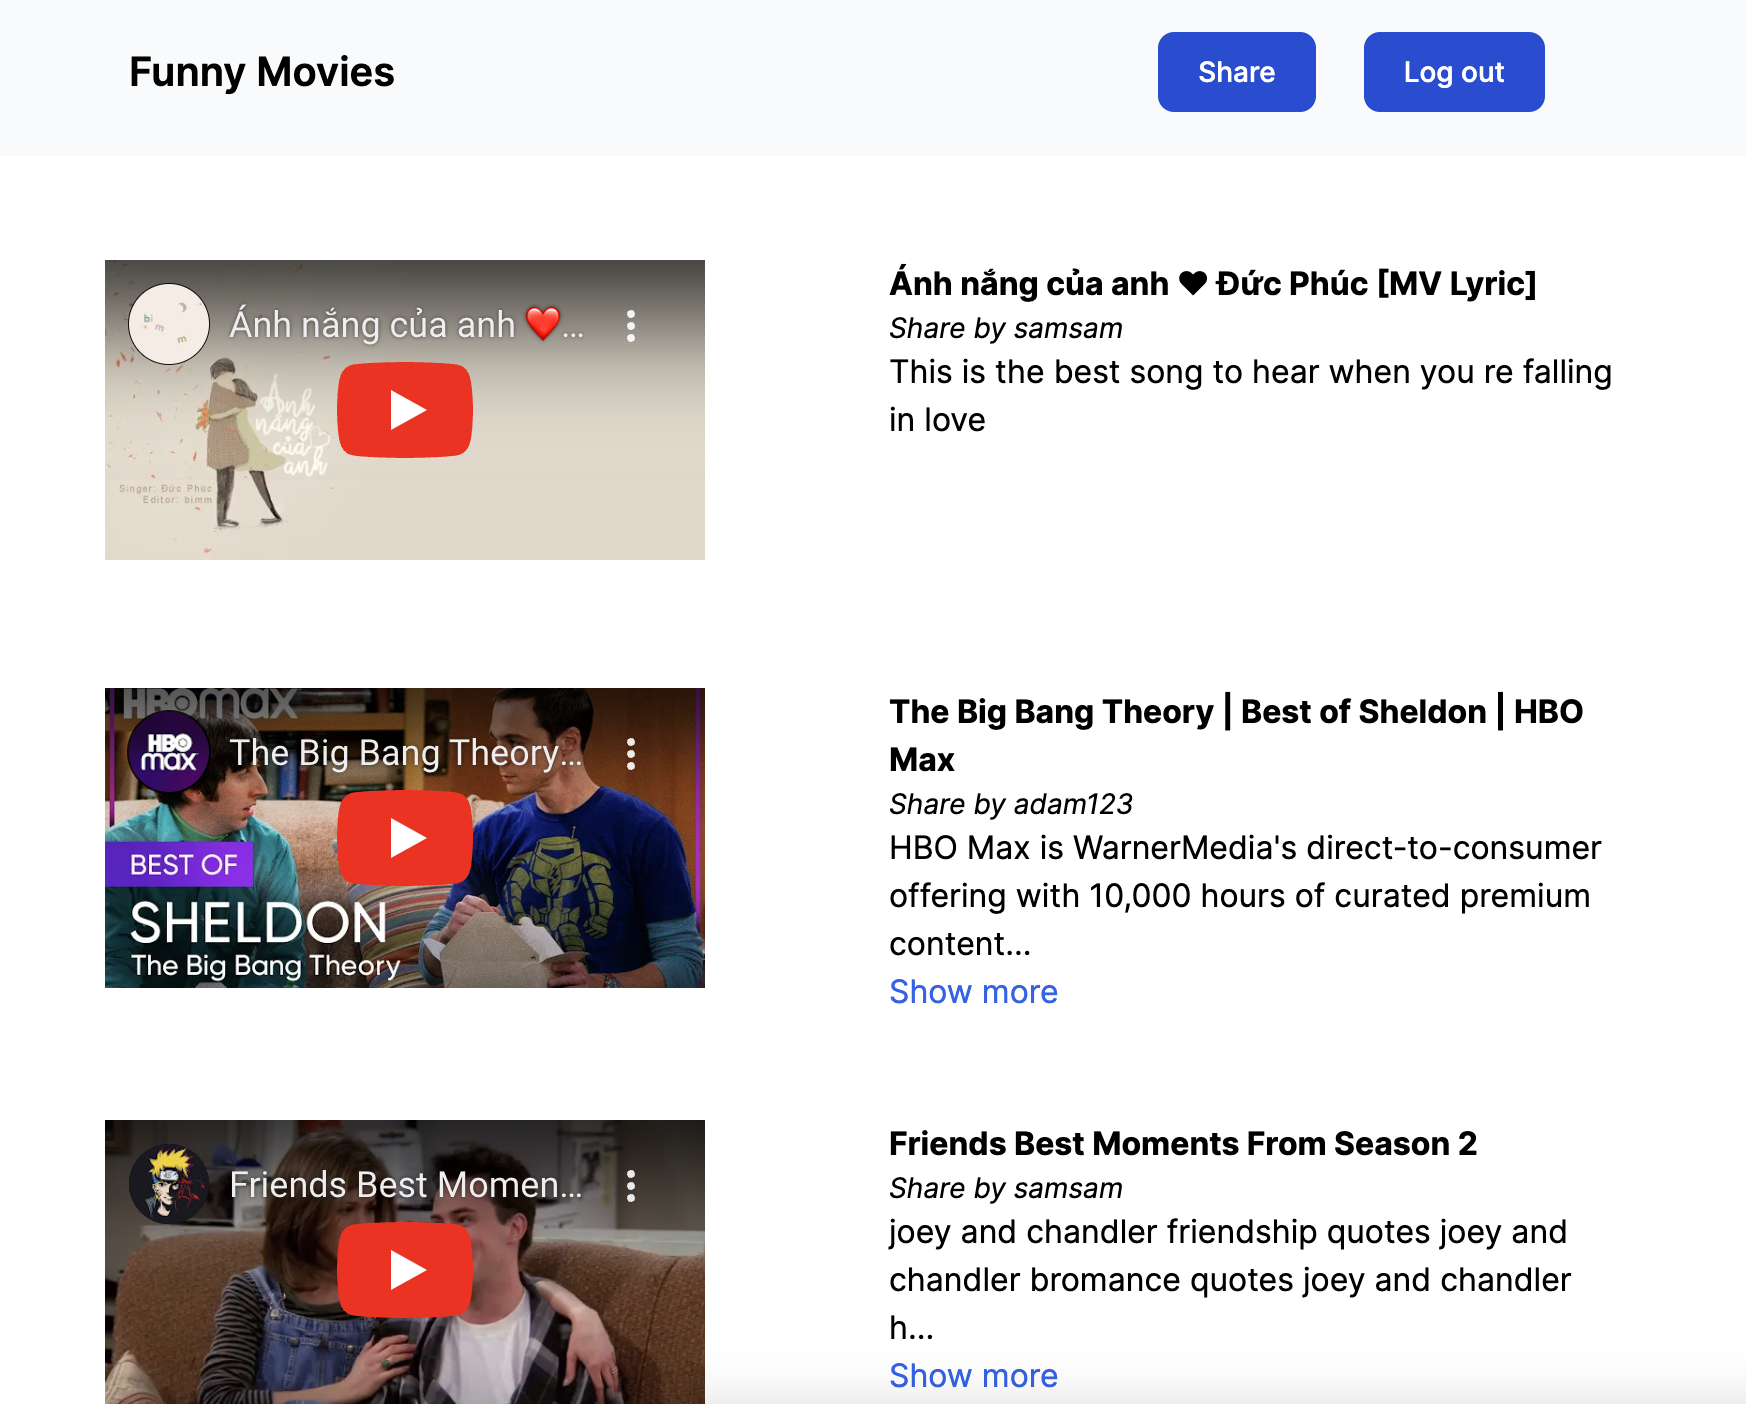 Funny Movies
Share
Log out
Ánh nắng của anh ❤️...
bimm
Ánh
nắng
của
anh
Singer: Đức Phúc
Editor: bimm
Ánh nắng của anh ♥ Đức Phúc [MV Lyric]
Share by samsam
This is the best song to hear when you re falling
in love
HBOmax
HBO
max
The Big Bang Theory...
BEST OF
SHELDON
The Big Bang Theory
The Big Bang Theory | Best of Sheldon | HBO
Max
Share by adam123
HBO Max is WarnerMedia's direct-to-consumer
offering with 10,000 hours of curated premium
content...
Show more
Friends Best Momen...
Friends Best Moments From Season 2
Share by samsam
joey and chandler friendship quotes joey and
chandler bromance quotes joey and chandler
h...
Show more